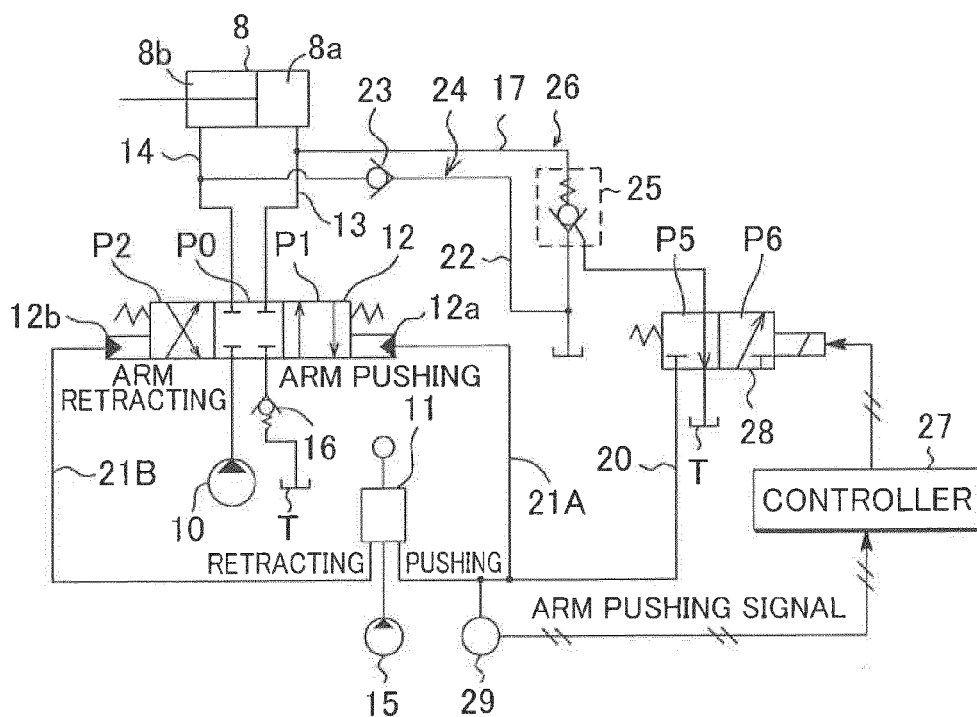 8
8b
8a
23
24
17
26
14
25
13
P2
P0
P1
12
22
P5
P6
12b
12a
ARM
RETRACTING
ARM PUSHING
16
11
28
27
21B
20
T
10
T
21A
CONTROLLER
RETRACTING
PUSHING
ARM PUSHING SIGNAL
15
29